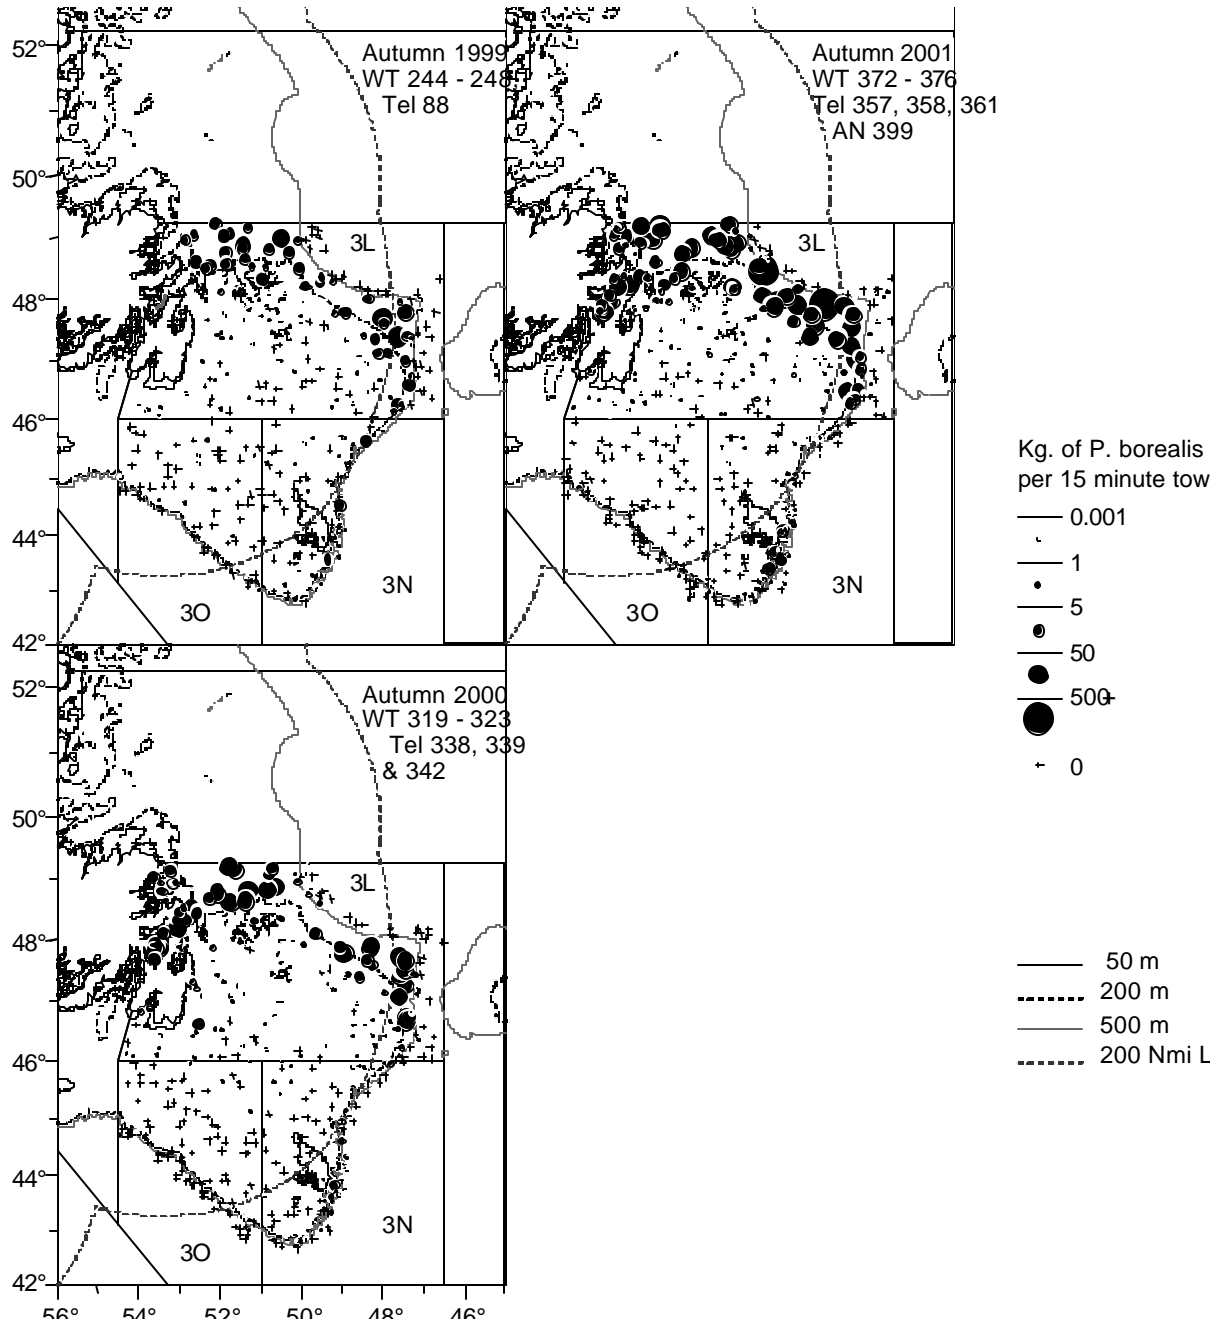 52°
50°
48°
46°
44°
42°
Autumn 1999
WT 244 - 248
Tel 88
3L
3N
3O
Autumn 2001
WT 372 - 376
Tel 357, 358, 361
AN 399
3L
3N
3O
52°
50°
48°
46°
44°
42°
Autumn 2000
WT 319 - 323
Tel 338, 339
& 342
3L
3N
3O
56° 54° 52° 50° 48° 46°
Kg. of P. borealis
per 15 minute tow
0.001
1
5
50
500+
0
50 m
200 m
500 m
200 Nmi L